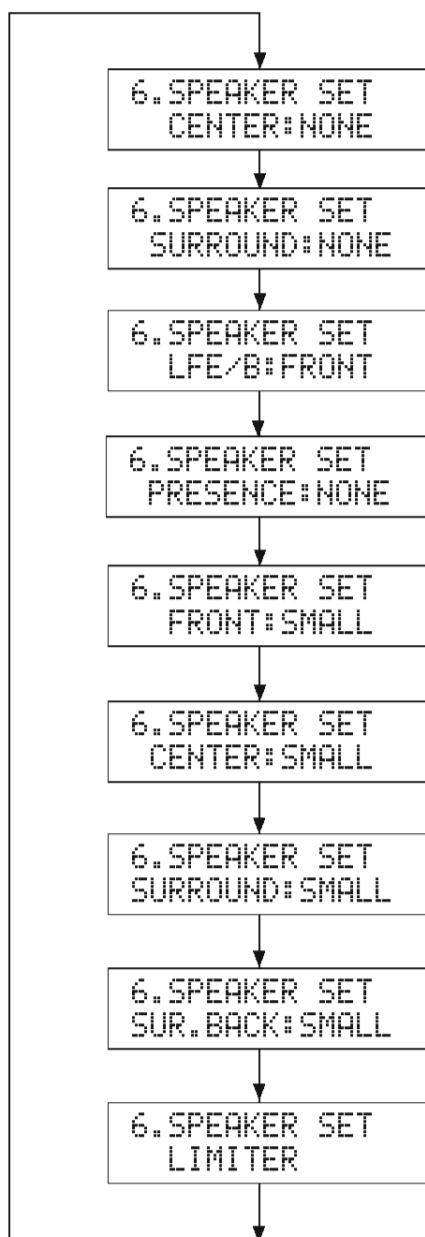 6.SPEAKER SET
CENTER:NONE
6.SPEAKER SET
SURROUND:NONE
6.SPEAKER SET
LFE/B:FRONT
6.SPEAKER SET
PRESENCE:NONE
6.SPEAKER SET
FRONT:SMALL
6.SPEAKER SET
CENTER:SMALL
6.SPEAKER SET
SURROUND:SMALL
6.SPEAKER SET
SUR.BACK:SMALL
6.SPEAKER SET
LIMITER